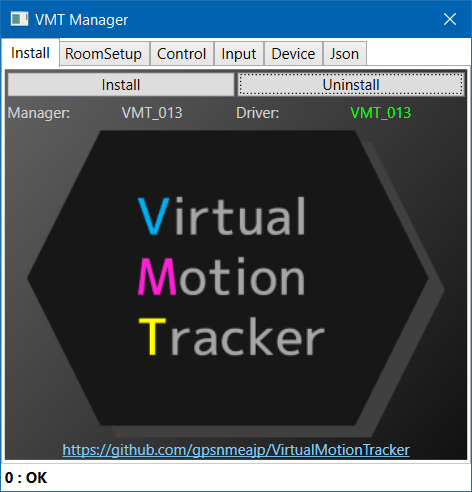 VMT Manager
Install RoomSetup Control Input Device Json
Install Uninstall
Manager: VMT_013 Driver: VMT_013
Virtual
Motion
Tracker
https://github.com/gpsnmeajp/VirtualMotionTracker
0 : OK